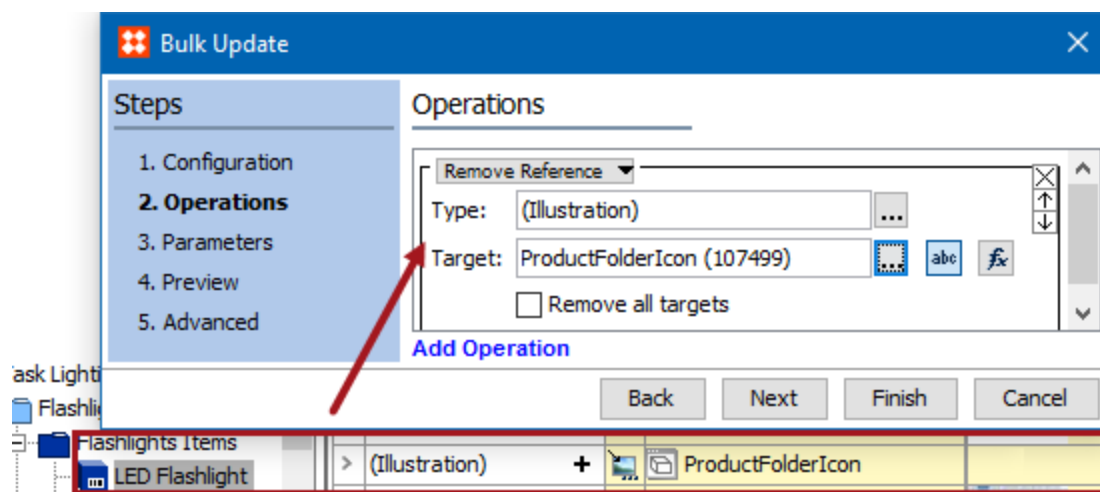 Bulk Update
Steps
1. Configuration
2. Operations
3. Parameters
4. Preview
5. Advanced
Operations
Remove Reference
Type: (Illustration) ...
Target: ProductFolderIcon (107499) ... abc fx
Remove all targets
Add Operation
Back Next Finish Cancel
ask Lighti
Flashlig
Flashlights Items
LED Flashlight
(Illustration) + ProductFolderIcon